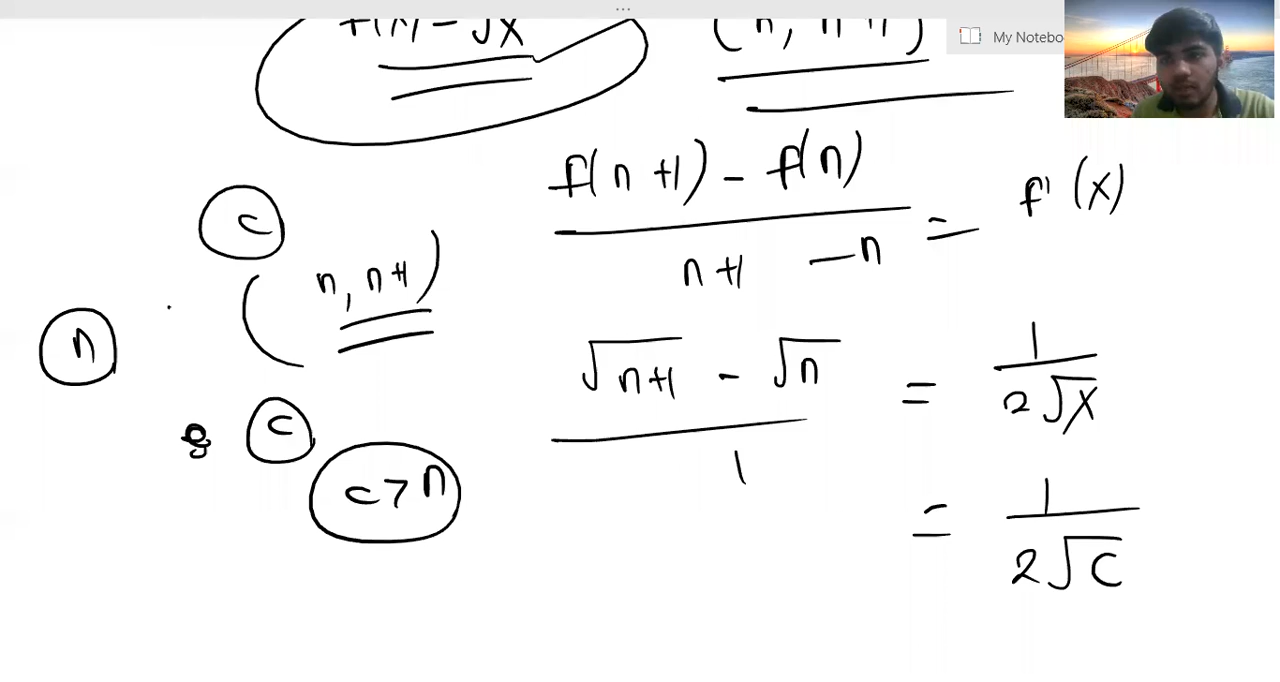 f(x) = √x
(n, n+1)
My Notebo
f(n+1) - f(n)
n+1 - n
= f'(x)
c
(n, n+1)
n
√n+1 - √n
1
= 1
2√x
c
c > n
= 1
2√c